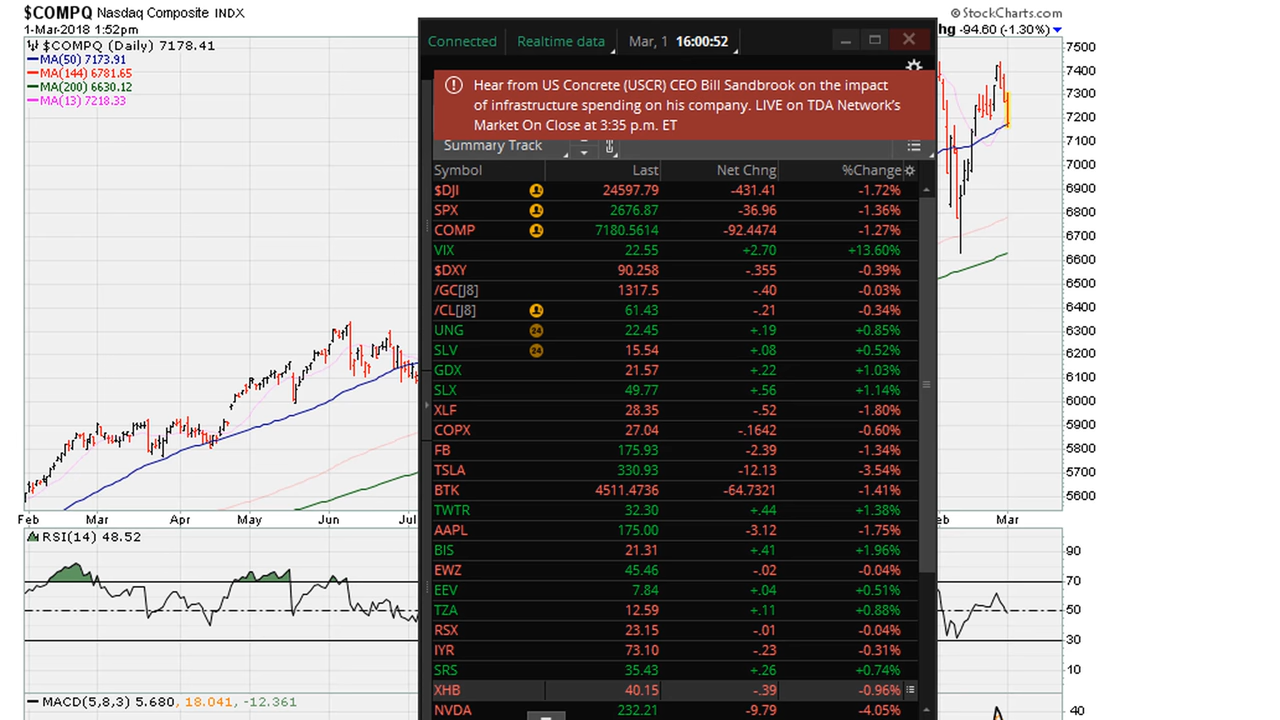 $COMPQ Nasdaq Composite INDX
© StockCharts.com
1-Mar-2018 1:52pm
hg -94.60 (-1.30%)
$COMPQ (Daily) 7178.41
MA(50) 7173.91
MA(144) 6781.65
MA(200) 6630.12
MA(13) 7218.33
Connected Realtime data Mar, 1 16:00:52
Hear from US Concrete (USCR) CEO Bill Sandbrook on the impact
of infrastructure spending on his company. LIVE on TDA Network's
Market On Close at 3:35 p.m. ET
Summary Track
Symbol Last Net Chng %Change
$DJI 24597.79 -431.41 -1.72%
SPX 2676.87 -36.96 -1.36%
COMP 7180.5614 -92.4474 -1.27%
VIX 22.55 +2.70 +13.60%
$DXY 90.258 -.355 -0.39%
/GC[J8] 1317.5 -.40 -0.03%
/CL[J8] 61.43 -.21 -0.34%
UNG 24 22.45 +.19 +0.85%
SLV 24 15.54 +.08 +0.52%
GDX 21.57 +.22 +1.03%
SLX 49.77 +.56 +1.14%
XLF 28.35 -.52 -1.80%
COPX 27.04 -.1642 -0.60%
FB 175.93 -2.39 -1.34%
TSLA 330.93 -12.13 -3.54%
BTK 4511.4736 -64.7321 -1.41%
TWTR 32.30 +.44 +1.38%
AAPL 175.00 -3.12 -1.75%
BIS 21.31 +.41 +1.96%
EWZ 45.46 -.02 -0.04%
EEV 7.84 +.04 +0.51%
TZA 12.59 +.11 +0.88%
RSX 23.15 -.01 -0.04%
IYR 73.10 -.23 -0.31%
SRS 35.43 +.26 +0.74%
XHB 40.15 -.39 -0.96%
NVDA 232.21 -9.79 -4.05%
7500
7400
7300
7200
7100
7000
6900
6800
6700
6600
6500
6400
6300
6200
6100
6000
5900
5800
5700
5600
Feb Mar Apr May Jun Jul
eb Mar
RSI(14) 48.52
90
70
50
30
10
MACD(5,8,3) 5.680, 18.041, -12.361
40